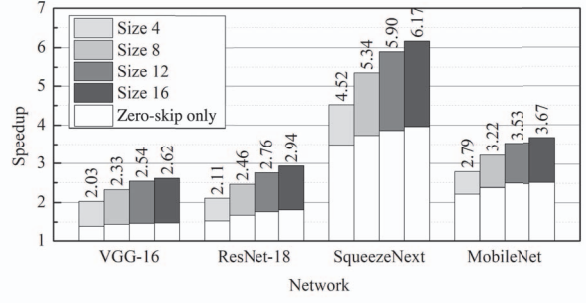 7
6
5
4
3
2
1
Speedup
Size 4
Size 8
Size 12
Size 16
Zero-skip only
2.03
2.33
2.54
2.62
2.11
2.46
2.76
2.94
4.52
5.34
5.90
6.17
2.79
3.22
3.53
3.67
VGG-16 ResNet-18 SqueezeNext MobileNet
Network